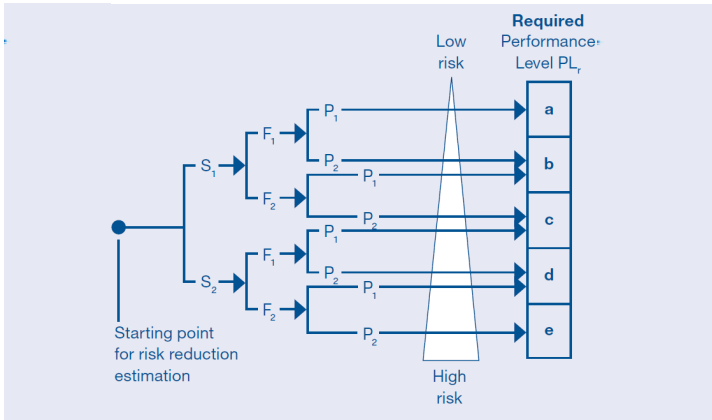 Required
Performance
Level PLr
Low
risk
P1
a
F1
P2
b
S1
P1
F2
P2
c
P1
F1
S2
P2
d
P1
F2
P2
e
Starting point
for risk reduction
estimation
High
risk